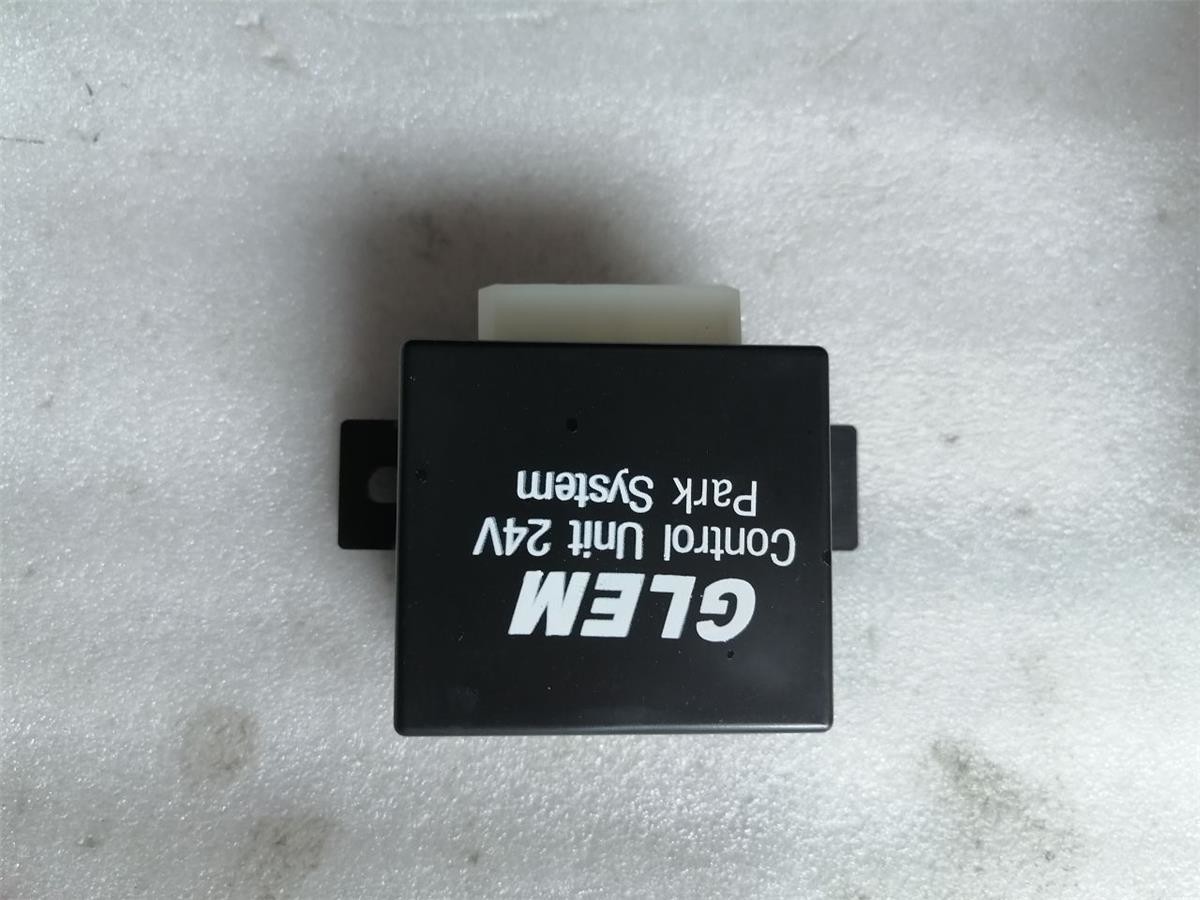 GLEM
Control Unit 24V
Park System